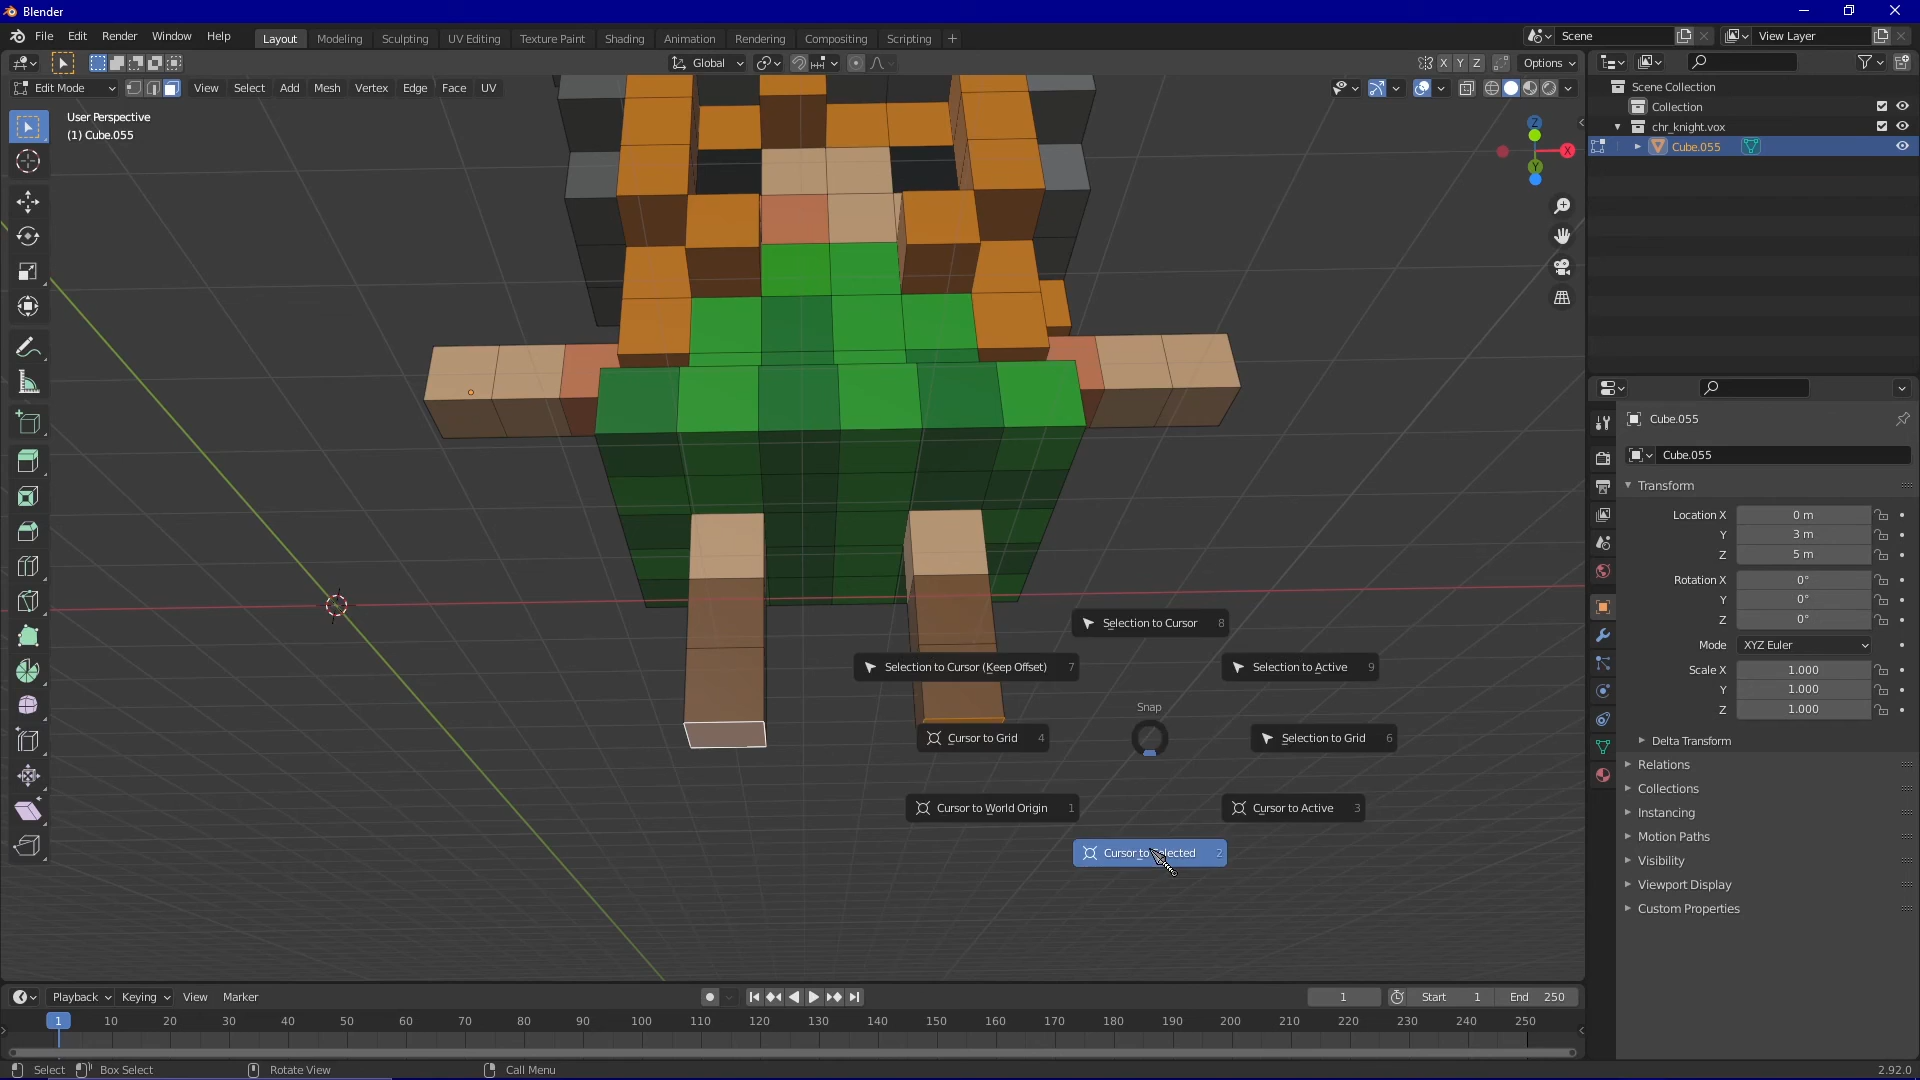 Blender
File Edit Render Window Help
Layout Modeling Sculpting UV Editing Texture Paint Shading Animation Rendering Compositing Scripting +
Scene
View Layer
Global
X Y Z
Options
Edit Mode
View Select Add Mesh Vertex Edge Face UV
User Perspective
(1) Cube.055
Z
X
Y
Scene Collection
Collection
chr_knight.vox
Cube.055
Cube.055
Cube.055
Transform
Location X 0 m
Y 3 m
Z 5 m
Rotation X 0°
Y 0°
Z 0°
Mode XYZ Euler
Scale X 1.000
Y 1.000
Z 1.000
Delta Transform
Relations
Collections
Instancing
Motion Paths
Visibility
Viewport Display
Custom Properties
Selection to Cursor 8
Selection to Cursor (Keep Offset) 7
Selection to Active 9
Snap
Cursor to Grid 4
Selection to Grid 6
Cursor to World Origin 1
Cursor to Active 3
Cursor to Selected 2
Playback Keying View Marker
1
Start 1
End 250
1 10 20 30 40 50 60 70 80 90 100 110 120 130 140 150 160 170 180 190 200 210 220 230 240 250
Select Box Select Rotate View Call Menu 2.92.0